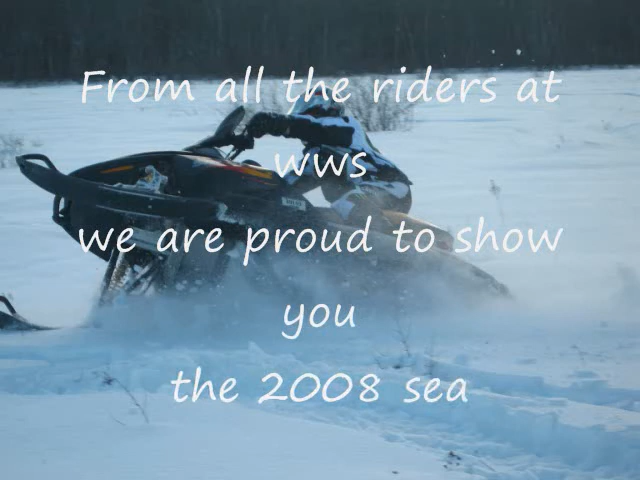 From all the riders at
wws
we are proud to show
you
the 2008 sea